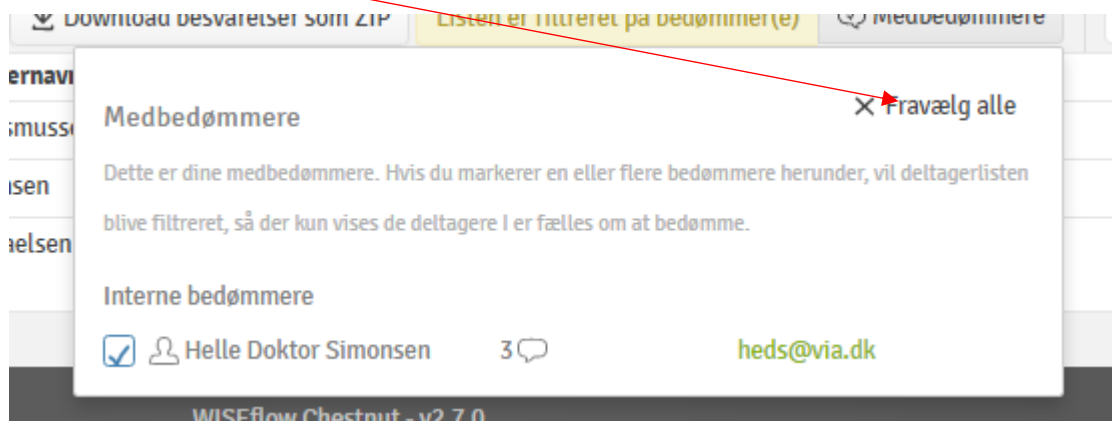 Download besvarelser som ZIP
Listen er filtreret på bedømmer(e)
Medbedømmere
Medbedømmere
Fravælg alle
Dette er dine medbedømmere. Hvis du markerer en eller flere bedømmere herunder, vil deltagerlisten
blive filtreret, så der kun vises de deltagere I er fælles om at bedømme.
Interne bedømmere
Helle Doktor Simonsen 3 heds@via.dk
WISEflow Chestnut - v2.7.0